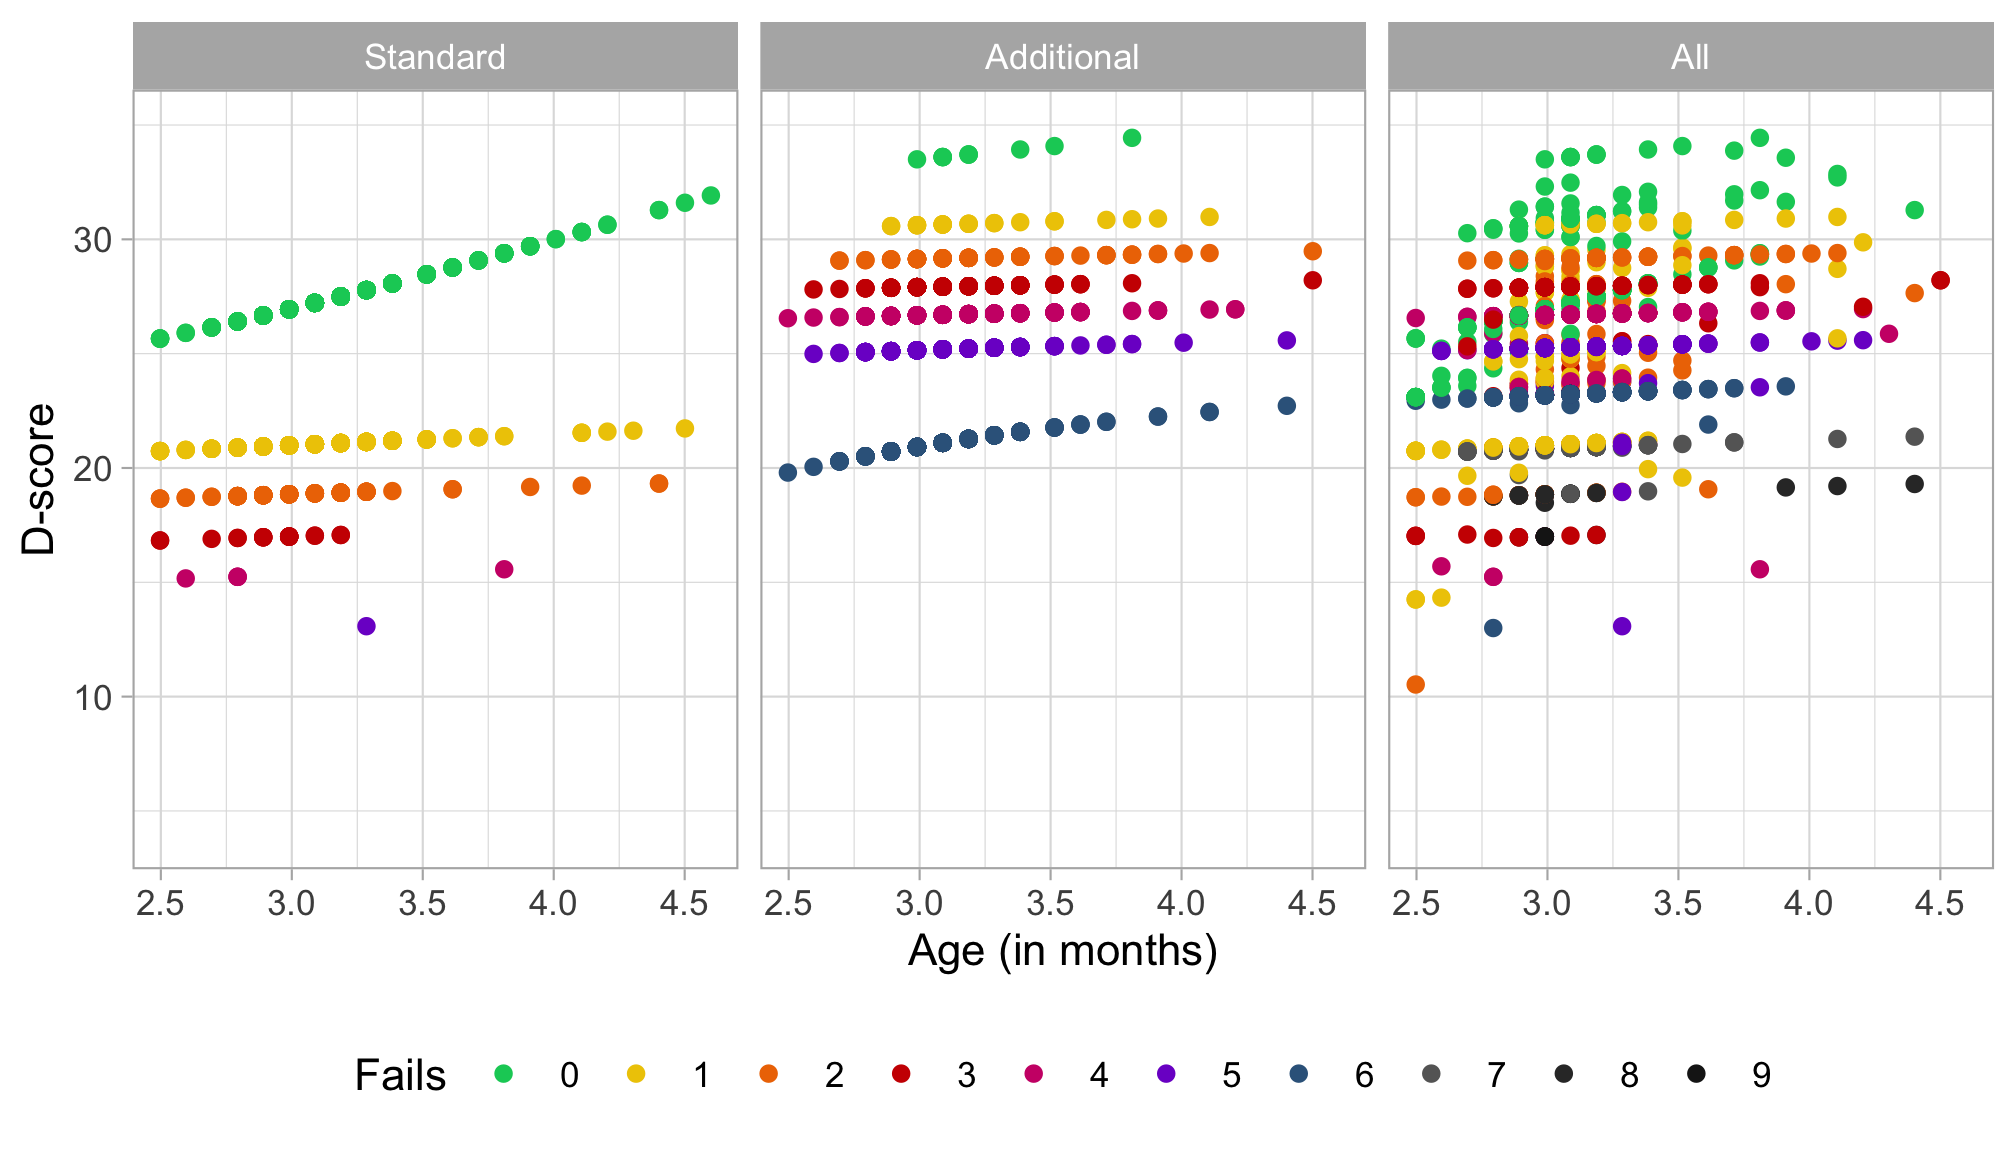 Standard Additional All
D-score
30
20
10
2.5 3.0 3.5 4.0 4.5 2.5 3.0 3.5 4.0 4.5 2.5 3.0 3.5 4.0 4.5
Age (in months)
Fails 0 1 2 3 4 5 6 7 8 9